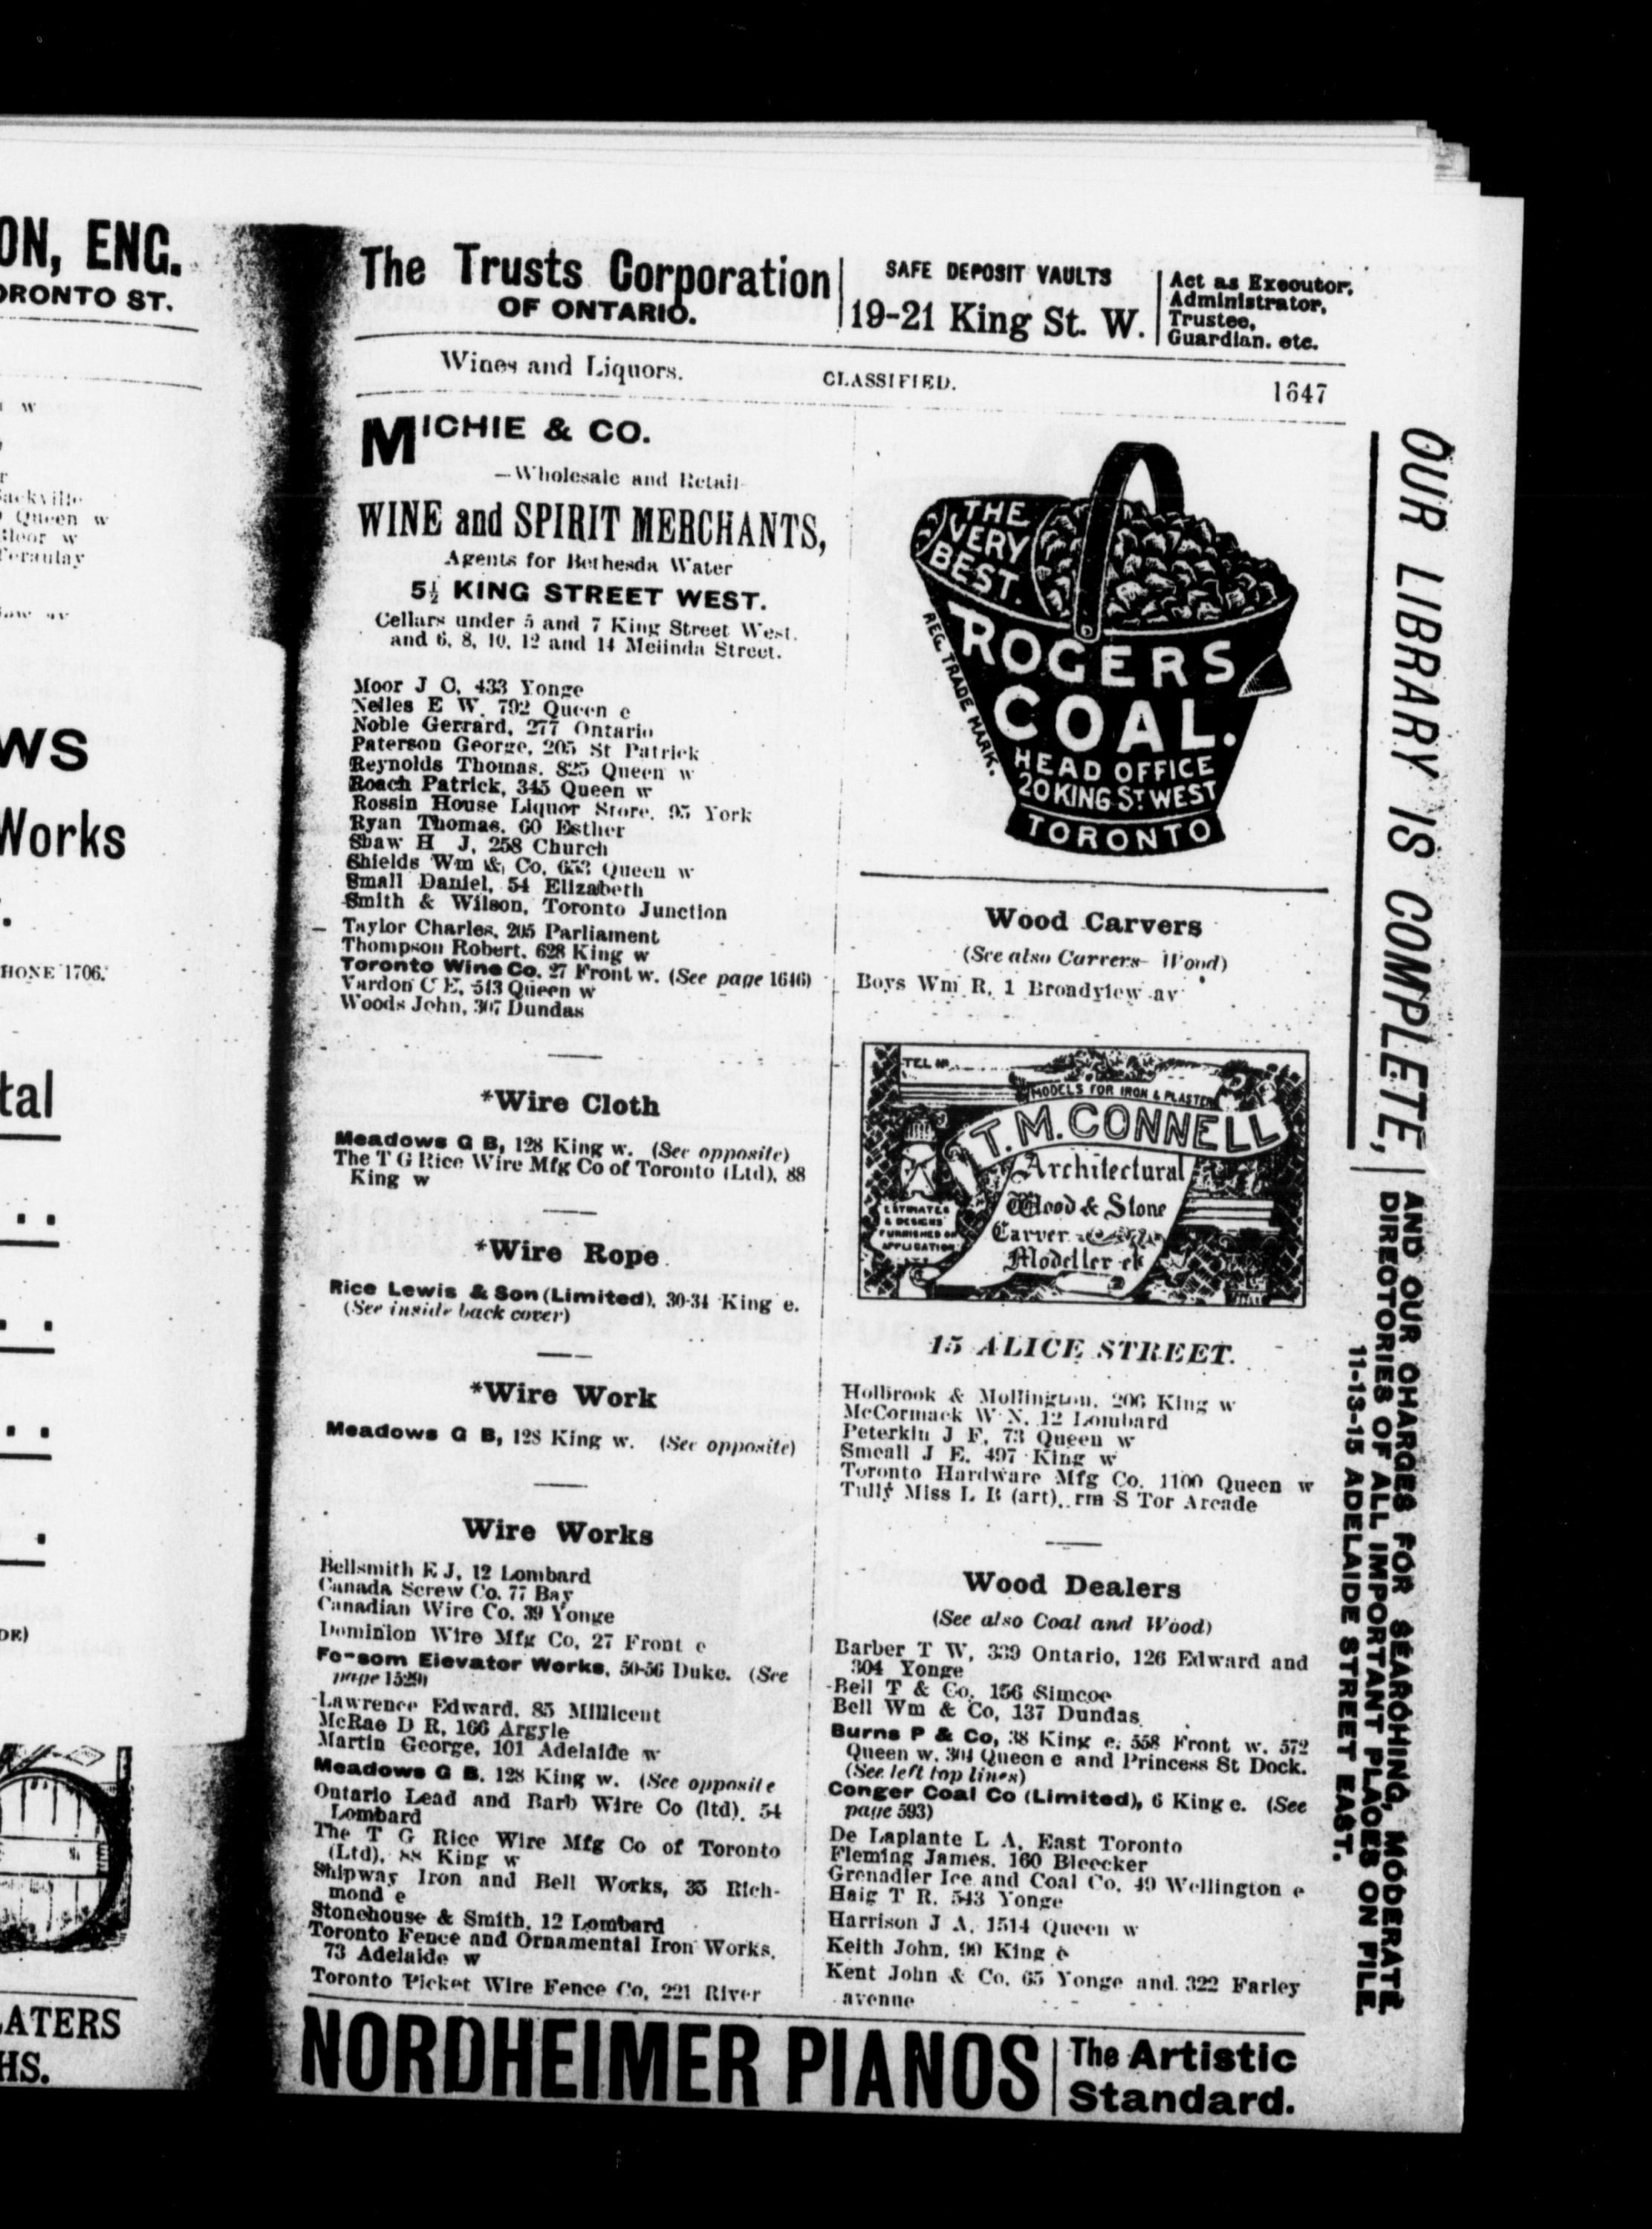 ON, ENG.
ORONTO ST.
w
ackville
Queen w
Bloor w
Teraulay
WS
Works
HONE 1706.
tal
OR)
LATERS
HS.
The Trusts Corporation
OF ONTARIO.
SAFE DEPOSIT VAULTS
19-21 King St. W.
Act as Executor,
Administrator,
Trustee,
Guardian. etc.
Wines and Liquors.
CLASSIFIED.
1647
MICHIE & CO.
—Wholesale and Retail—
WINE and SPIRIT MERCHANTS,
Agents for Bethesda Water
5½ KING STREET WEST.
Cellars under 5 and 7 King Street West.
and 6, 8, 10, 12 and 14 Melinda Street.
Moor J C, 433 Yonge
Nelles E W, 792 Queen e
Noble Gerrard, 277 Ontario
Paterson George, 205 St Patrick
Reynolds Thomas, 825 Queen w
Roach Patrick, 345 Queen w
Rossin House Liquor Store, 95 York
Ryan Thomas, 60 Esther
Shaw H J, 258 Church
Shields Wm & Co, 653 Queen w
Small Daniel, 54 Elizabeth
Smith & Wilson, Toronto Junction
Taylor Charles, 205 Parliament
Thompson Robert, 628 King w
Toronto Wine Co. 27 Front w. (See page 1646)
Vardon C E, 513 Queen w
Woods John, 307 Dundas
*Wire Cloth
Meadows G B, 128 King w. (See opposite)
The T G Rice Wire Mfg Co of Toronto (Ltd), 88
King w
*Wire Rope
Rice Lewis & Son (Limited), 30-34 King e.
(See inside back cover)
*Wire Work
Meadows G B, 128 King w. (See opposite)
Wire Works
Bellsmith E J, 12 Lombard
Canada Screw Co. 77 Bay
Canadian Wire Co. 39 Yonge
Dominion Wire Mfg Co, 27 Front e
Fensom Elevator Works, 50-56 Duke. (See
page 1529)
Lawrence Edward, 85 Millicent
McRae D R, 166 Argyle
Martin George, 101 Adelaide w
Meadows G B. 128 King w. (See opposite
Ontario Lead and Barb Wire Co (ltd), 54
Lombard
The T G Rice Wire Mfg Co of Toronto
(Ltd), 88 King w
Shipway Iron and Bell Works, 35 Rich-
mond e
Stonehouse & Smith, 12 Lombard
Toronto Fence and Ornamental Iron Works,
73 Adelaide w
Toronto Picket Wire Fence Co, 221 River
THE
VERY
BEST.
ROGERS
COAL.
HEAD OFFICE
20 KING ST WEST
TORONTO
REG. TRADE MARK.
Wood Carvers
(See also Carvers—Wood)
Boys Wm R, 1 Broadview av
TEL No
MODELS FOR IRON & PLASTER
T. M. CONNELL
Architectural
Wood & Stone
Carver
Modeller etc
ESTIMATES
& DESIGNS
FURNISHED ON
APPLICATION
15 ALICE STREET.
Holbrook & Mollington, 206 King w
McCormack W N, 12 Lombard
Peterkin J F, 73 Queen w
Smeall J E, 497 King w
Toronto Hardware Mfg Co. 1100 Queen w
Tully Miss L B (art), rm S Tor Arcade
Wood Dealers
(See also Coal and Wood)
Barber T W, 339 Ontario, 126 Edward and
304 Yonge
Bell T & Co, 156 Simcoe
Bell Wm & Co, 137 Dundas
Burns P & Co, 38 King e, 558 Front w. 572
Queen w. 304 Queen e and Princess St Dock.
(See left top lines)
Conger Coal Co (Limited), 6 King e. (See
page 593)
De Laplante L A, East Toronto
Fleming James, 160 Bleecker
Grenadier Ice and Coal Co, 49 Wellington e
Haig T R, 543 Yonge
Harrison J A, 1514 Queen w
Keith John, 90 King e
Kent John & Co, 65 Yonge and 322 Farley
avenue
OUR LIBRARY IS COMPLETE,
AND OUR CHARGES FOR SEARCHING, MODERATE
DIRECTORIES OF ALL IMPORTANT PLACES ON FILE
11-13-15 ADELAIDE STREET EAST.
NORDHEIMER PIANOS
The Artistic
Standard.